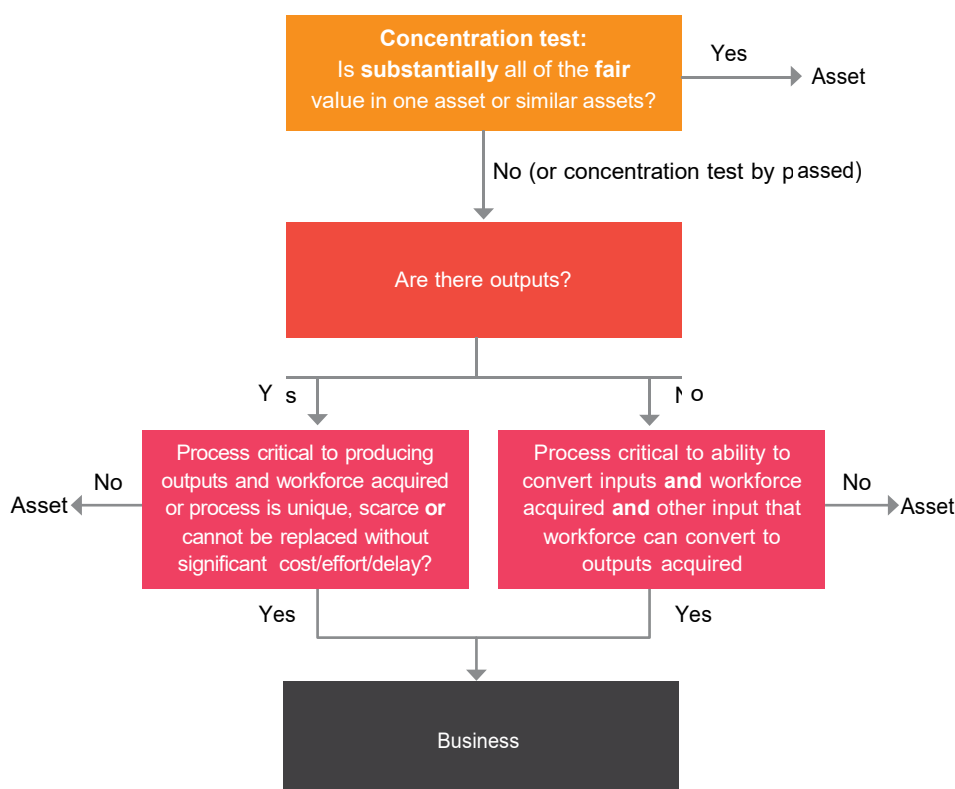 Concentration test:
Is substantially all of the fair
value in one asset or similar assets?
Yes
Asset
No (or concentration test by passed)
Are there outputs?
Y s
No
Process critical to producing
outputs and workforce acquired
or process is unique, scarce or
cannot be replaced without
significant cost/effort/delay?
No
Asset
Process critical to ability to
convert inputs and workforce
acquired and other input that
workforce can convert to
outputs acquired
No
Asset
Yes
Yes
Business